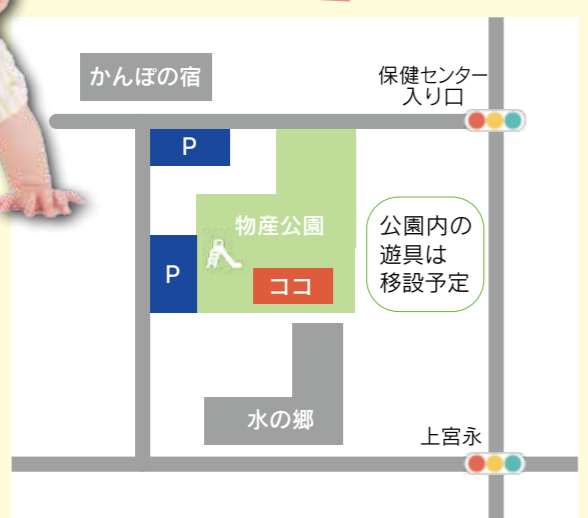 かんぽの宿
保健センター
入り口
P
物産公園
公園内の
遊具は
移設予定
P
ココ
水の郷
上宮永